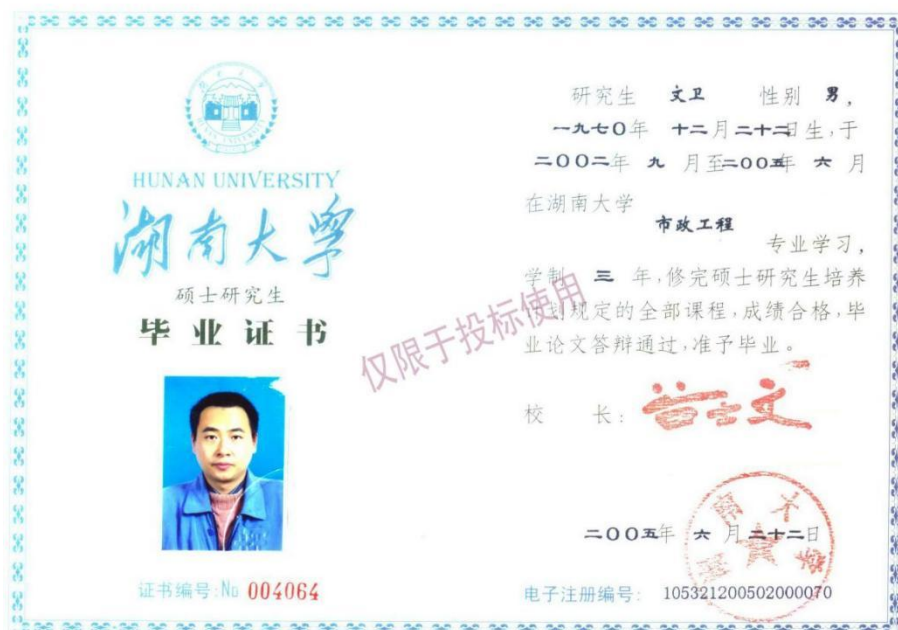 HUNAN UNIVERSITY
湖南大学
硕士研究生
毕业证书
证书编号:No 004064
研究生 文卫 性别 男,
一九七〇年 十二月二十二日生,于
二〇〇二年 九 月至二〇〇五年 六 月
在湖南大学
市政工程
专业学习,
学制 三 年,修完硕士研究生培养
计划规定的全部课程,成绩合格,毕
业论文答辩通过,准予毕业。
校 长:
二〇〇五年 六 月二十二日
电子注册编号: 105321200502000070
仅限于投标使用